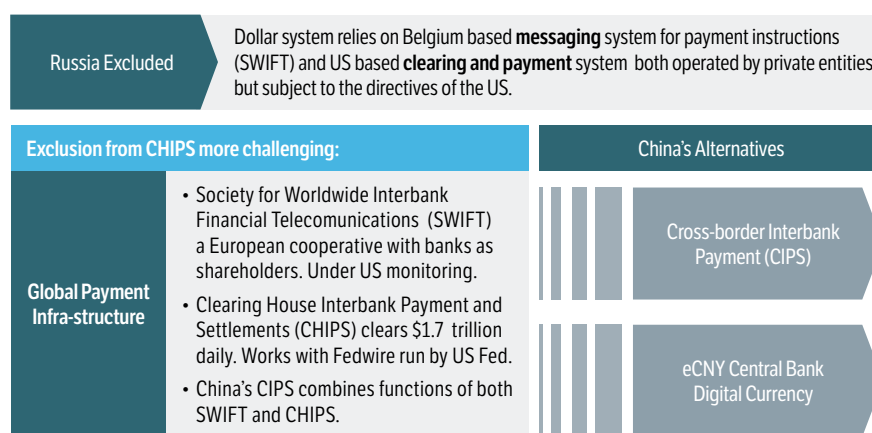 Russia Excluded
Dollar system relies on Belgium based messaging system for payment instructions
(SWIFT) and US based clearing and payment system both operated by private entities
but subject to the directives of the US.
Exclusion from CHIPS more challenging:
China's Alternatives
Global Payment
Infra-structure
• Society for Worldwide Interbank
Financial Telecomunications (SWIFT)
a European cooperative with banks as
shareholders. Under US monitoring.
• Clearing House Interbank Payment and
Settlements (CHIPS) clears $1.7 trillion
daily. Works with Fedwire run by US Fed.
• China's CIPS combines functions of both
SWIFT and CHIPS.
Cross-border Interbank
Payment (CIPS)
eCNY Central Bank
Digital Currency